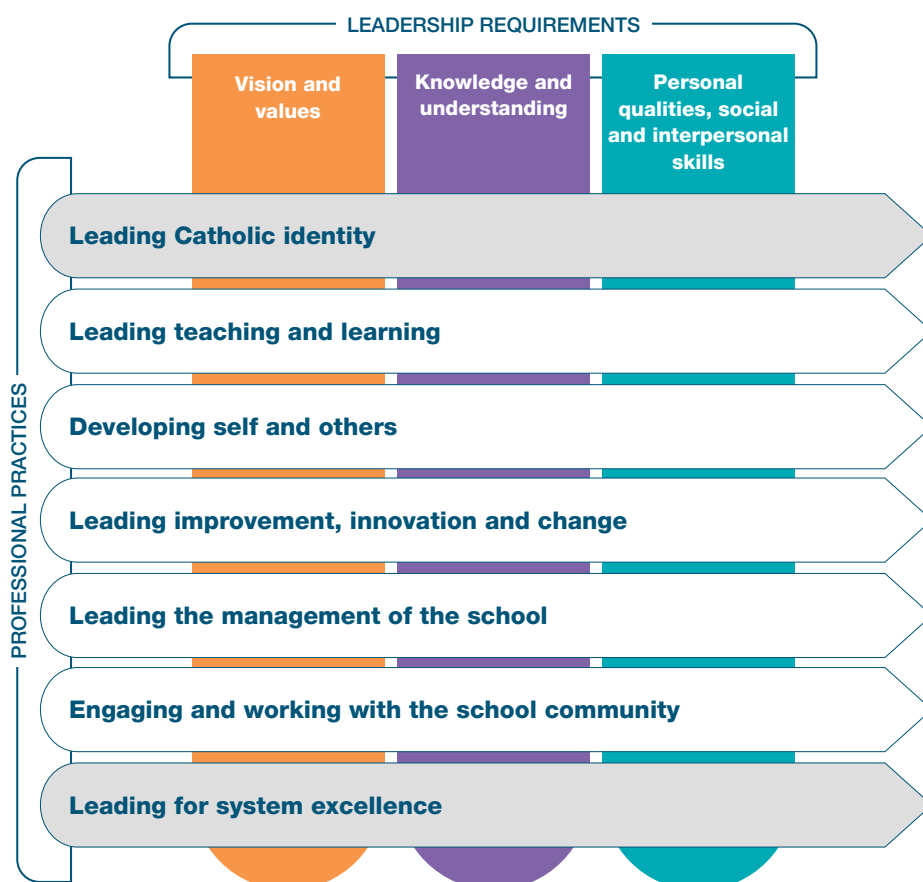 LEADERSHIP REQUIREMENTS
Vision and
values
Knowledge and
understanding
Personal
qualities, social
and interpersonal
skills
PROFESSIONAL PRACTICES
Leading Catholic identity
Leading teaching and learning
Developing self and others
Leading improvement, innovation and change
Leading the management of the school
Engaging and working with the school community
Leading for system excellence